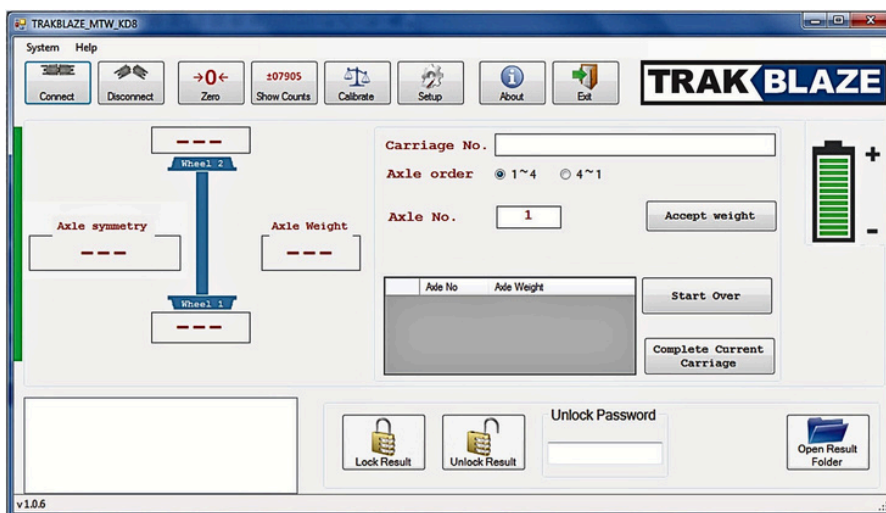 TRAKBLAZE_MTW_KD8
System Help
→0← ±07905
Connect Disconnect Zero Show Counts Calibrate Setup About Exit
TRAKBLAZE
---
Wheel 2
Axle symmetry
---
Axle Weight
---
Wheel 1
---
Carriage No.
Axle order 1~4 4~1
Axle No. 1 Accept weight
Axle No Axle Weight
Start Over
Complete Current
Carriage
+
-
Lock Result
Unlock Result
Unlock Password
Open Result
Folder
v 1.0.6